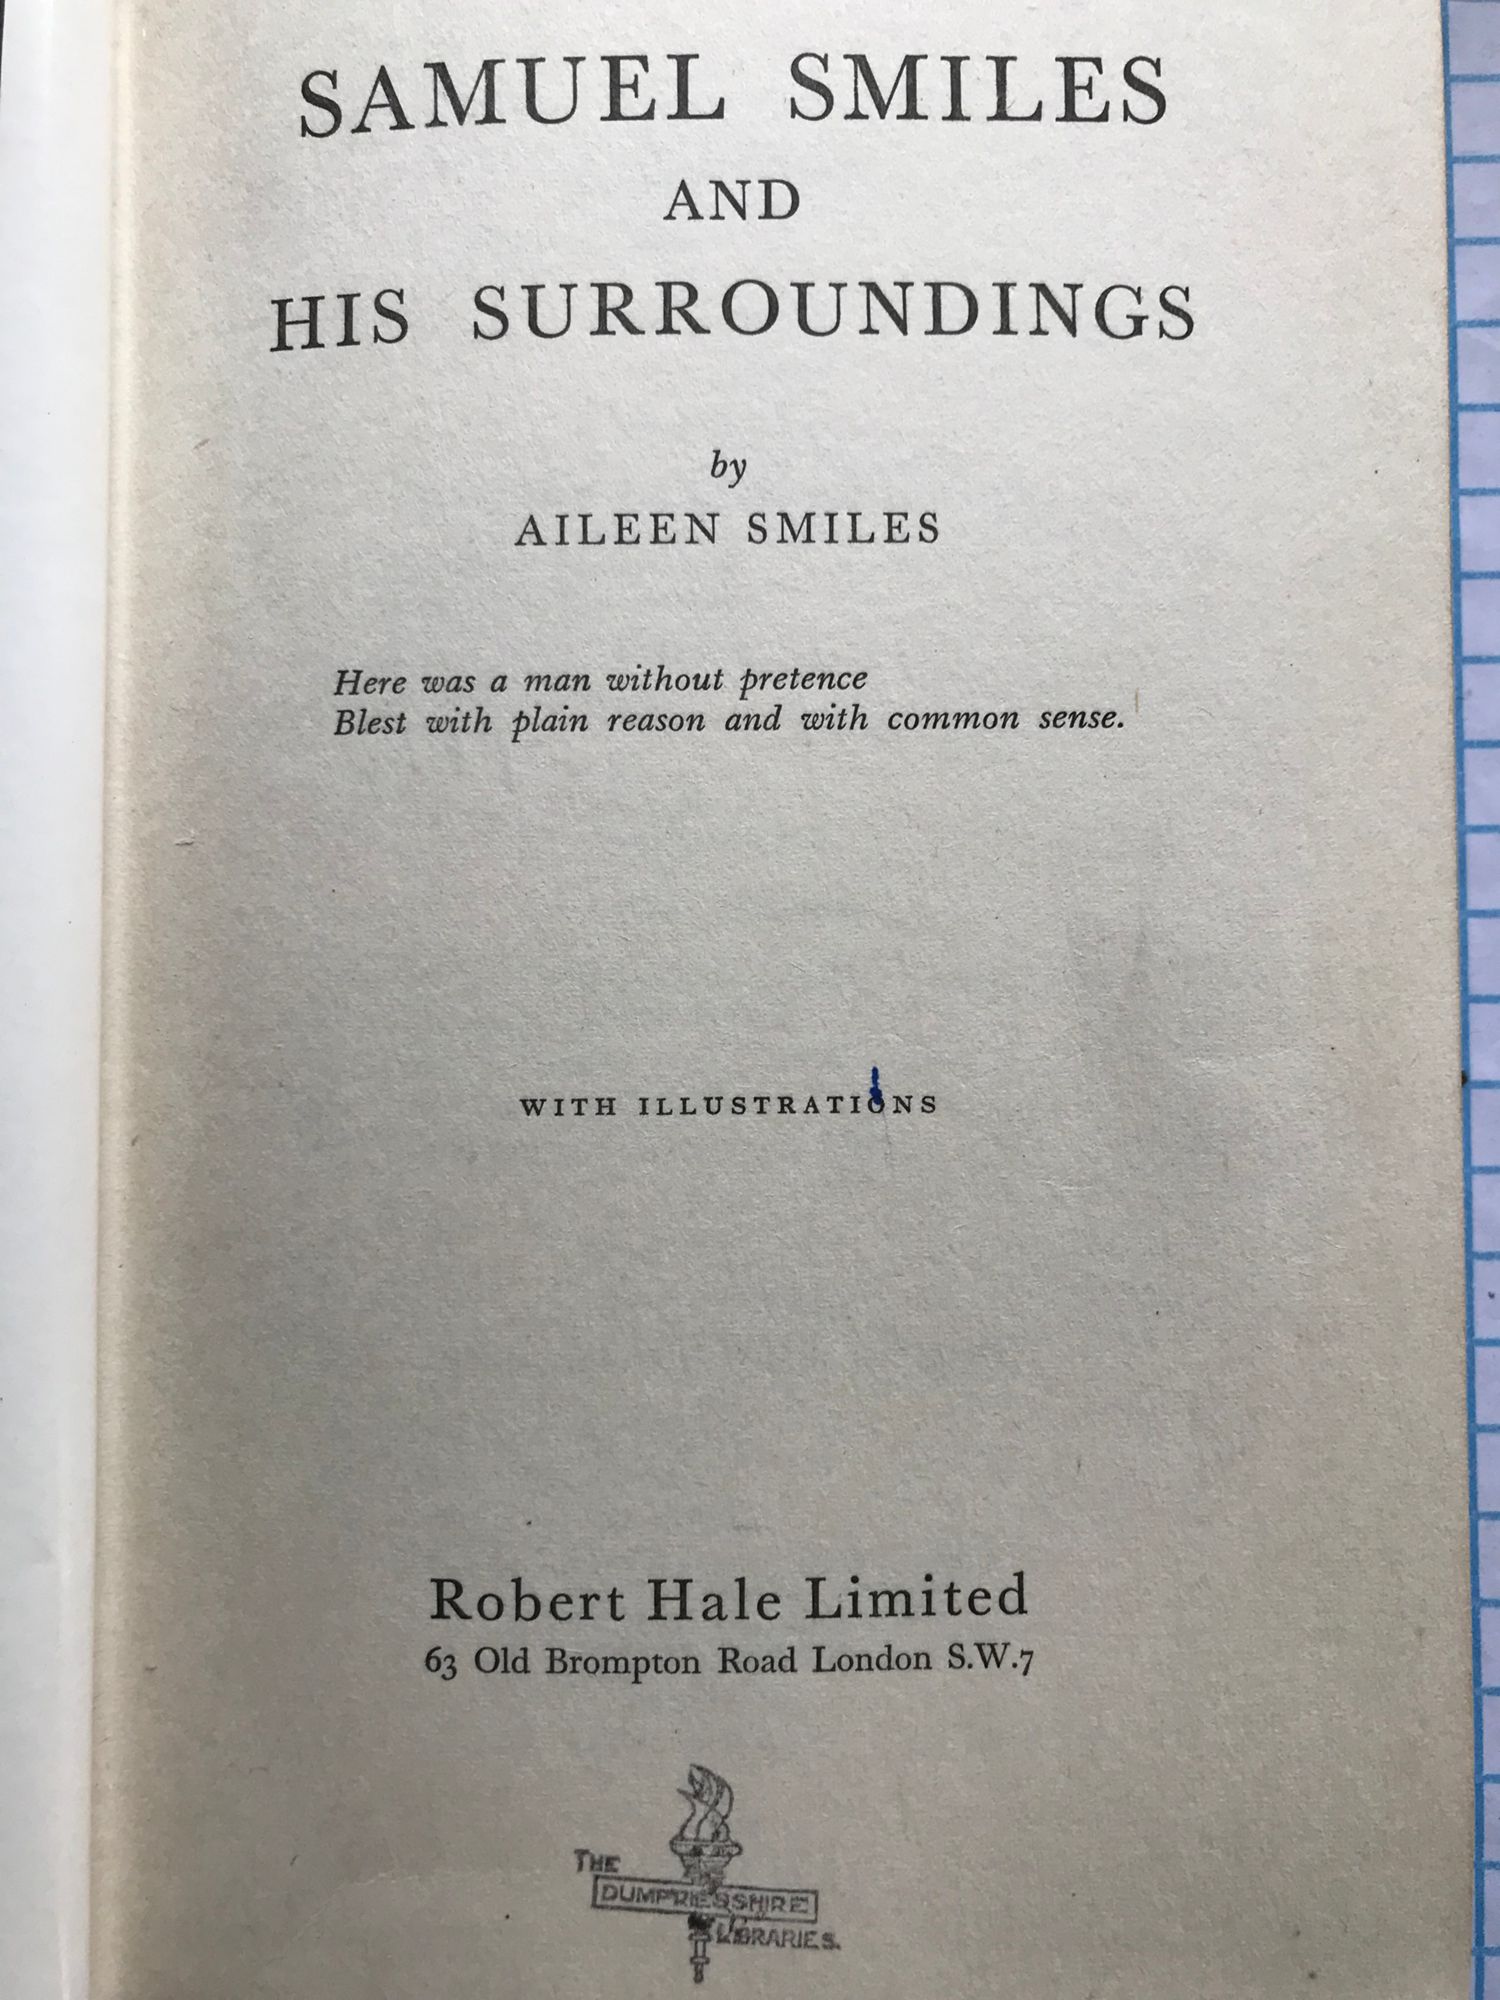 SAMUEL SMILES
AND
HIS SURROUNDINGS
by
AILEEN SMILES
Here was a man without pretence
Blest with plain reason and with common sense.
WITH ILLUSTRATIONS
Robert Hale Limited
63 Old Brompton Road London S.W.7
THE
DUMFRIESSHIRE
LIBRARIES.